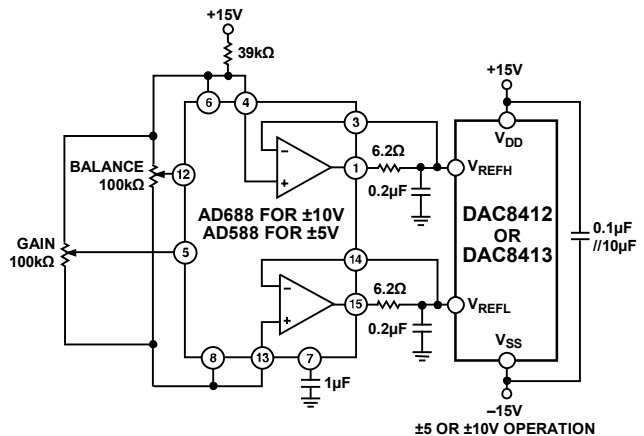 +15V
39kΩ
+15V
6
4
3
VDD
BALANCE
100kΩ
12
–
+
1
6.2Ω
VREFH
0.2µF
AD688 FOR ±10V
AD588 FOR ±5V
DAC8412
OR
DAC8413
0.1µF
//10µF
GAIN
100kΩ
5
14
–
+
15
6.2Ω
VREFL
0.2µF
VSS
8
13
7
1µF
–15V
±5 OR ±10V OPERATION